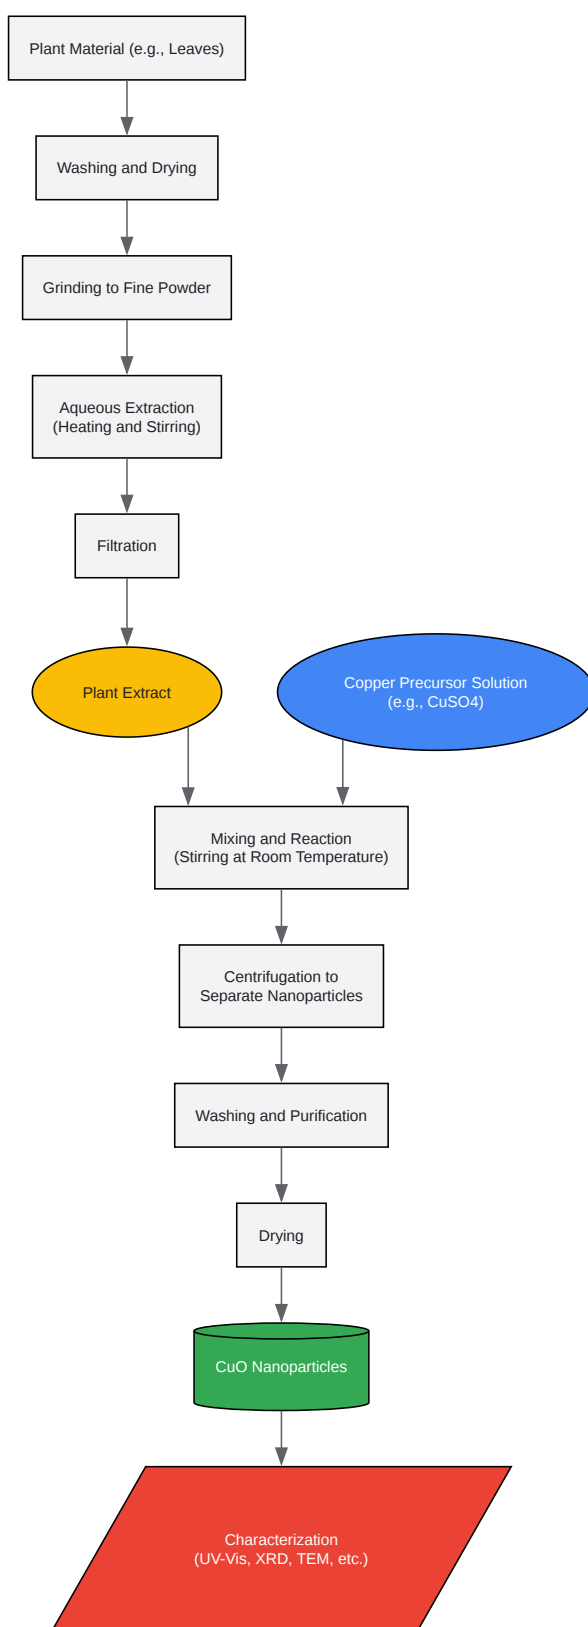 Plant Material (e.g., Leaves)
Washing and Drying
Grinding to Fine Powder
Aqueous Extraction
(Heating and Stirring)
Filtration
Plant Extract
Copper Precursor Solution
(e.g., CuSO4)
Mixing and Reaction
(Stirring at Room Temperature)
Centrifugation to
Separate Nanoparticles
Washing and Purification
Drying
CuO Nanoparticles
Characterization
(UV-Vis, XRD, TEM, etc.)